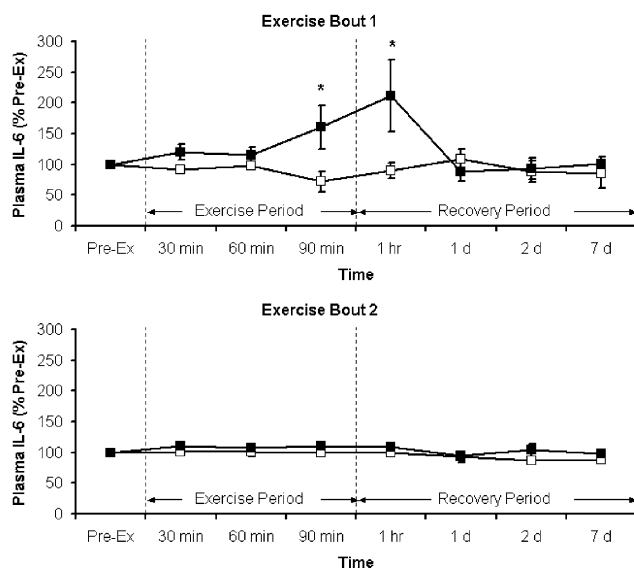 Exercise Bout 1
Plasma IL-6 (% Pre-Ex)
300
250
200
150
100
50
0
*
*
Exercise Period
Recovery Period
Pre-Ex 30 min 60 min 90 min 1 hr 1 d 2 d 7 d
Time
Exercise Bout 2
Plasma IL-6 (% Pre-Ex)
300
250
200
150
100
50
0
Exercise Period
Recovery Period
Pre-Ex 30 min 60 min 90 min 1 hr 1 d 2 d 7 d
Time